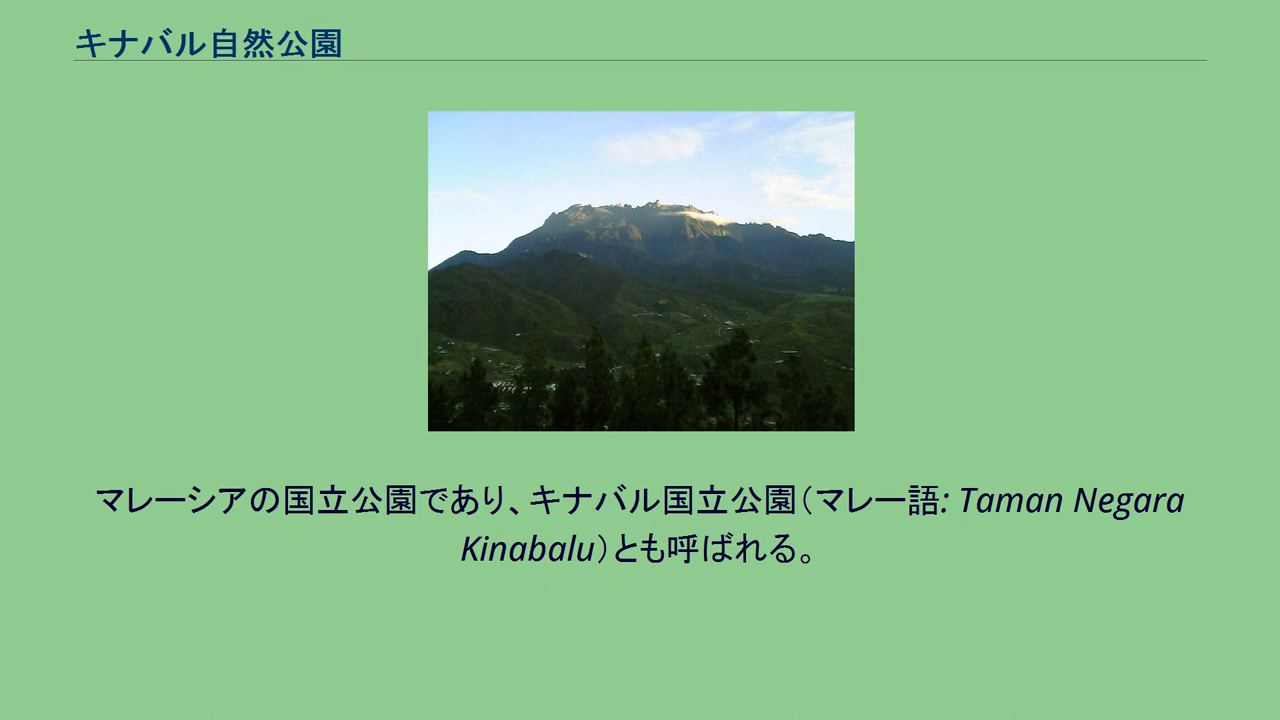 キナバル自然公園
マレーシアの国立公園であり、キナバル国立公園（マレー語: Taman Negara
Kinabalu）とも呼ばれる。